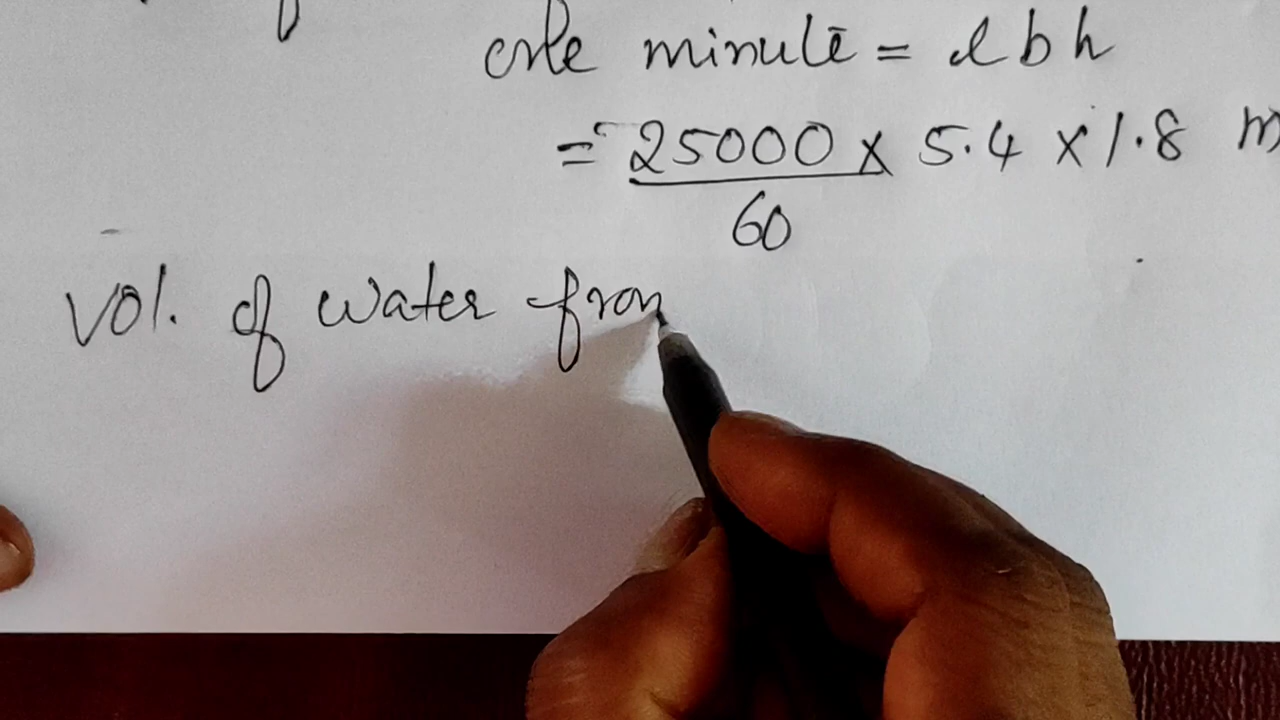 one minute = l b h
= 25000 × 5.4 × 1.8 m
60
Vol. of water from